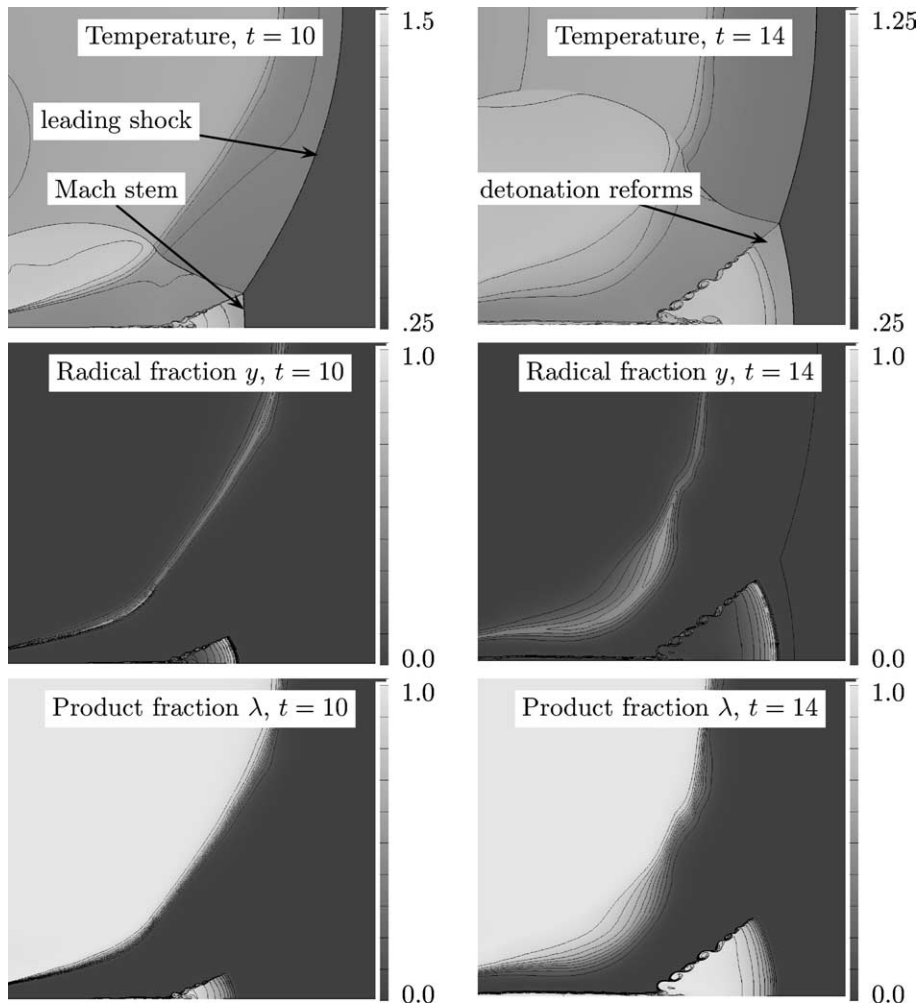 Temperature, t = 10
1.5
leading shock
Mach stem
.25
Temperature, t = 14
1.25
detonation reforms
.25
Radical fraction y, t = 10
1.0
0.0
Radical fraction y, t = 14
1.0
0.0
Product fraction λ, t = 10
1.0
0.0
Product fraction λ, t = 14
1.0
0.0